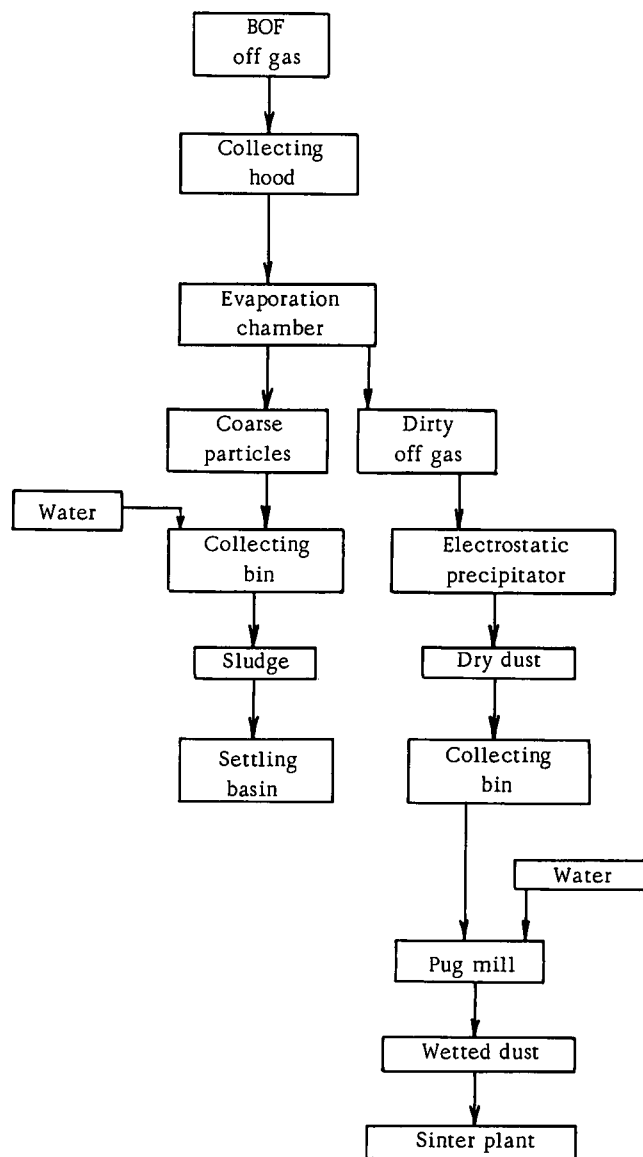 BOF
off gas
Collecting
hood
Evaporation
chamber
Coarse
particles
Dirty
off gas
Water
Collecting
bin
Electrostatic
precipitator
Sludge
Dry dust
Settling
basin
Collecting
bin
Water
Pug mill
Wetted dust
Sinter plant